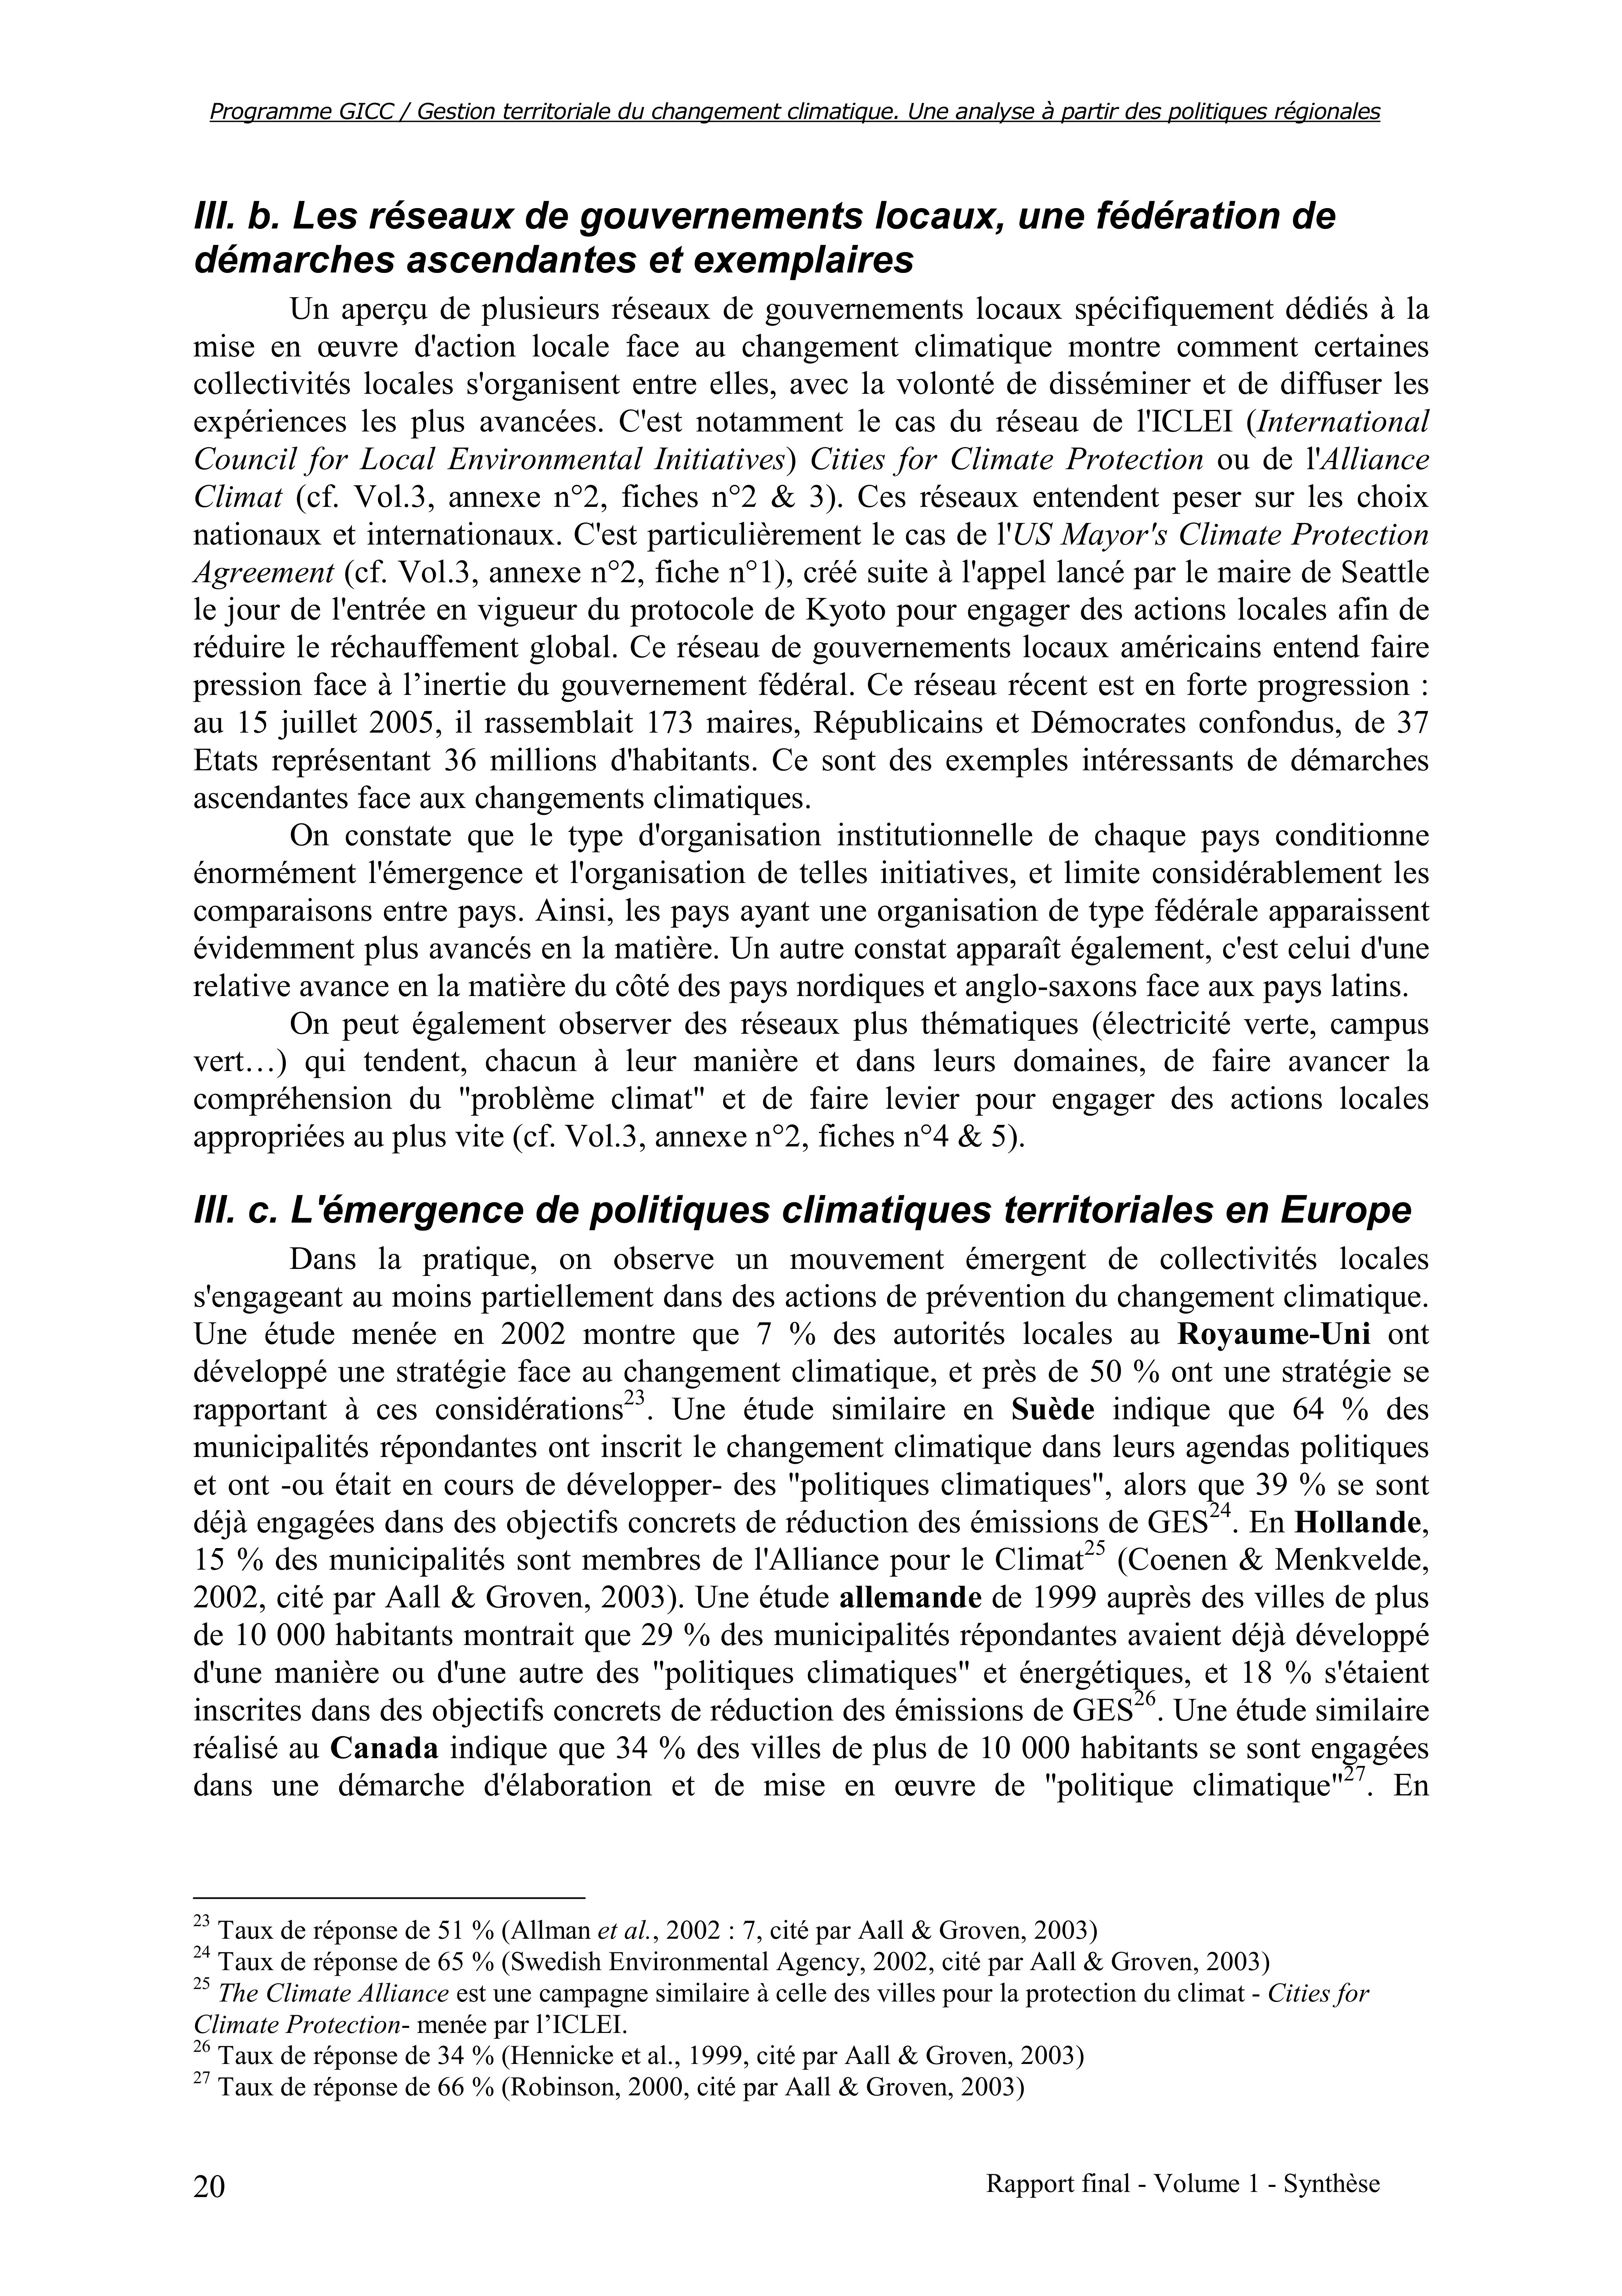 Programme GICC / Gestion territoriale du changement climatique. Une analyse à partir des politiques régionales
III. b. Les réseaux de gouvernements locaux, une fédération de
démarches ascendantes et exemplaires
Un aperçu de plusieurs réseaux de gouvernements locaux spécifiquement dédiés à la
mise en œuvre d'action locale face au changement climatique montre comment certaines
collectivités locales s'organisent entre elles, avec la volonté de disséminer et de diffuser les
expériences les plus avancées. C'est notamment le cas du réseau de l'ICLEI (International
Council for Local Environmental Initiatives) Cities for Climate Protection ou de l'Alliance
Climat (cf. Vol.3, annexe n°2, fiches n°2 & 3). Ces réseaux entendent peser sur les choix
nationaux et internationaux. C'est particulièrement le cas de l'US Mayor's Climate Protection
Agreement (cf. Vol.3, annexe n°2, fiche n°1), créé suite à l'appel lancé par le maire de Seattle
le jour de l'entrée en vigueur du protocole de Kyoto pour engager des actions locales afin de
réduire le réchauffement global. Ce réseau de gouvernements locaux américains entend faire
pression face à l’inertie du gouvernement fédéral. Ce réseau récent est en forte progression :
au 15 juillet 2005, il rassemblait 173 maires, Républicains et Démocrates confondus, de 37
Etats représentant 36 millions d'habitants. Ce sont des exemples intéressants de démarches
ascendantes face aux changements climatiques.
On constate que le type d'organisation institutionnelle de chaque pays conditionne
énormément l'émergence et l'organisation de telles initiatives, et limite considérablement les
comparaisons entre pays. Ainsi, les pays ayant une organisation de type fédérale apparaissent
évidemment plus avancés en la matière. Un autre constat apparaît également, c'est celui d'une
relative avance en la matière du côté des pays nordiques et anglo-saxons face aux pays latins.
On peut également observer des réseaux plus thématiques (électricité verte, campus
vert…) qui tendent, chacun à leur manière et dans leurs domaines, de faire avancer la
compréhension du "problème climat" et de faire levier pour engager des actions locales
appropriées au plus vite (cf. Vol.3, annexe n°2, fiches n°4 & 5).
III. c. L'émergence de politiques climatiques territoriales en Europe
Dans la pratique, on observe un mouvement émergent de collectivités locales
s'engageant au moins partiellement dans des actions de prévention du changement climatique.
Une étude menée en 2002 montre que 7 % des autorités locales au Royaume-Uni ont
développé une stratégie face au changement climatique, et près de 50 % ont une stratégie se
rapportant à ces considérations23. Une étude similaire en Suède indique que 64 % des
municipalités répondantes ont inscrit le changement climatique dans leurs agendas politiques
et ont -ou était en cours de développer- des "politiques climatiques", alors que 39 % se sont
déjà engagées dans des objectifs concrets de réduction des émissions de GES24. En Hollande,
15 % des municipalités sont membres de l'Alliance pour le Climat25 (Coenen & Menkvelde,
2002, cité par Aall & Groven, 2003). Une étude allemande de 1999 auprès des villes de plus
de 10 000 habitants montrait que 29 % des municipalités répondantes avaient déjà développé
d'une manière ou d'une autre des "politiques climatiques" et énergétiques, et 18 % s'étaient
inscrites dans des objectifs concrets de réduction des émissions de GES26. Une étude similaire
réalisé au Canada indique que 34 % des villes de plus de 10 000 habitants se sont engagées
dans une démarche d'élaboration et de mise en œuvre de "politique climatique"27. En
23 Taux de réponse de 51 % (Allman et al., 2002 : 7, cité par Aall & Groven, 2003)
24 Taux de réponse de 65 % (Swedish Environmental Agency, 2002, cité par Aall & Groven, 2003)
25 The Climate Alliance est une campagne similaire à celle des villes pour la protection du climat - Cities for
Climate Protection- menée par l’ICLEI.
26 Taux de réponse de 34 % (Hennicke et al., 1999, cité par Aall & Groven, 2003)
27 Taux de réponse de 66 % (Robinson, 2000, cité par Aall & Groven, 2003)
20
Rapport final - Volume 1 - Synthèse